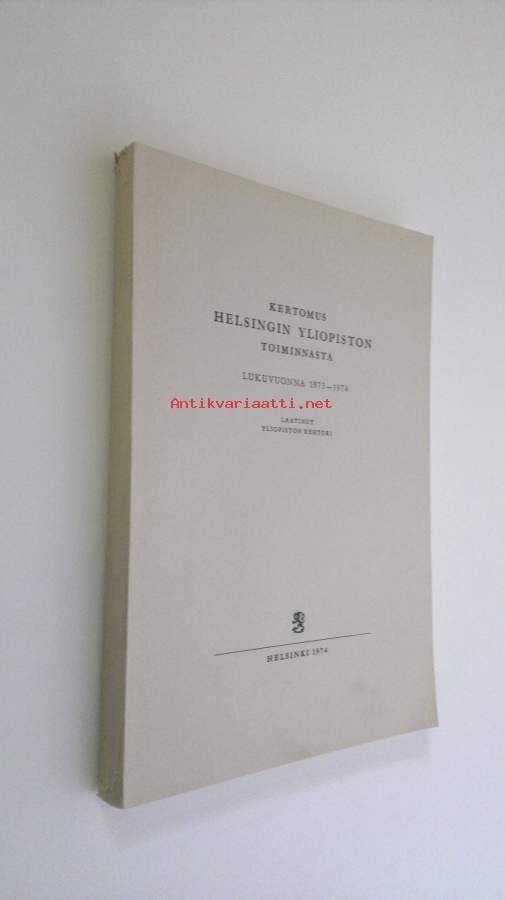 KERTOMUS
HELSINGIN YLIOPISTON
TOIMINNASTA
LUKUVUONNA 1973—1974
Antikvariaatti.net
LAATINUT
YLIOPISTON REHTORI
HELSINKI 1974